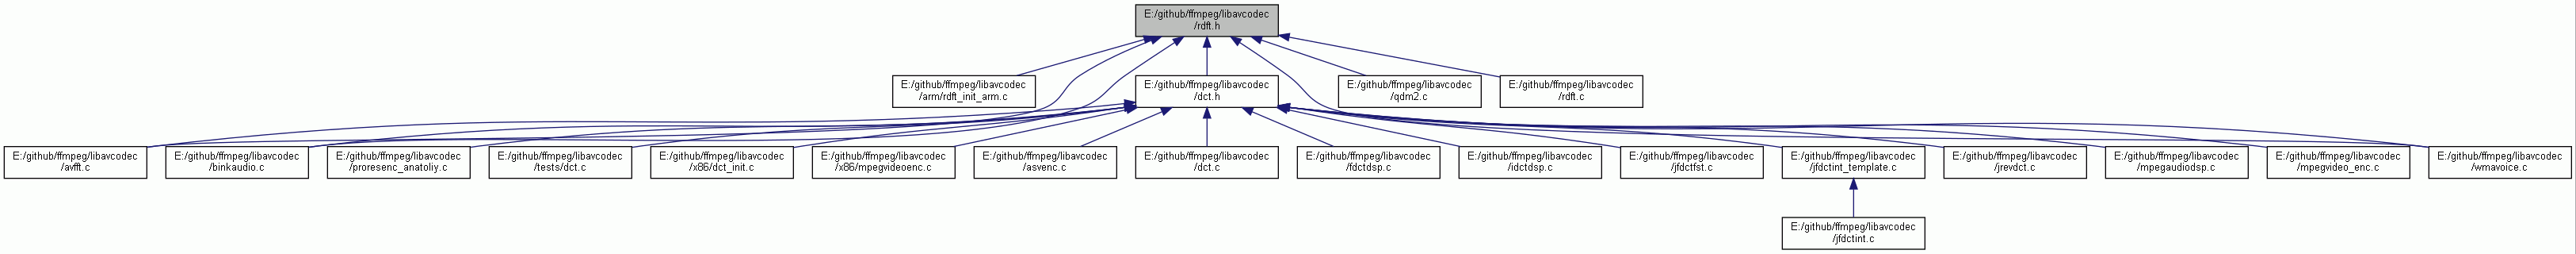 E:/github/ffmpeg/libavcodec
/rdft.h
E:/github/ffmpeg/libavcodec
/arm/rdft_init_arm.c
E:/github/ffmpeg/libavcodec
/dct.h
E:/github/ffmpeg/libavcodec
/qdm2.c
E:/github/ffmpeg/libavcodec
/rdft.c
E:/github/ffmpeg/libavcodec
/avfft.c
E:/github/ffmpeg/libavcodec
/binkaudio.c
E:/github/ffmpeg/libavcodec
/proresenc_anatoliy.c
E:/github/ffmpeg/libavcodec
/tests/dct.c
E:/github/ffmpeg/libavcodec
/x86/dct_init.c
E:/github/ffmpeg/libavcodec
/x86/mpegvideoenc.c
E:/github/ffmpeg/libavcodec
/asvenc.c
E:/github/ffmpeg/libavcodec
/dct.c
E:/github/ffmpeg/libavcodec
/fdctdsp.c
E:/github/ffmpeg/libavcodec
/idctdsp.c
E:/github/ffmpeg/libavcodec
/jfdctfst.c
E:/github/ffmpeg/libavcodec
/jfdctint_template.c
E:/github/ffmpeg/libavcodec
/jrevdct.c
E:/github/ffmpeg/libavcodec
/mpegaudiodsp.c
E:/github/ffmpeg/libavcodec
/mpegvideo_enc.c
E:/github/ffmpeg/libavcodec
/wmavoice.c
E:/github/ffmpeg/libavcodec
/jfdctint.c